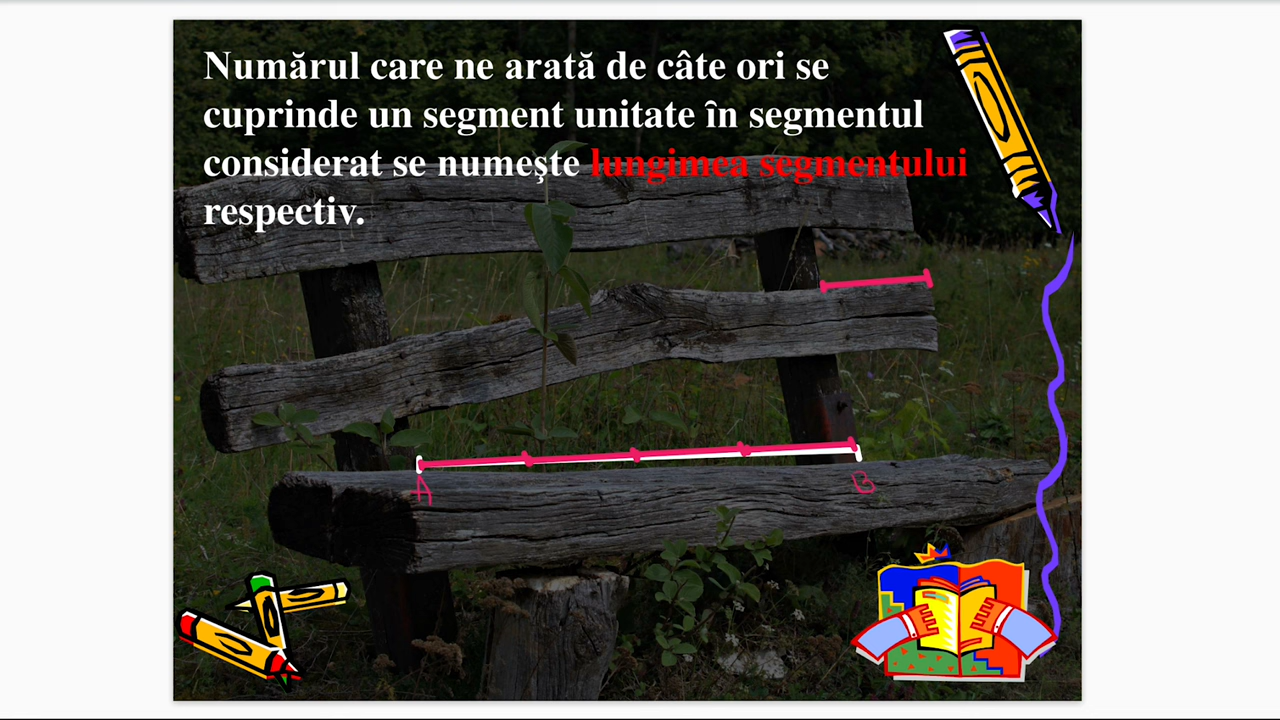 Numărul care ne arată de câte ori se
cuprinde un segment unitate în segmentul
considerat se numeşte lungimea segmentului
respectiv.
A B